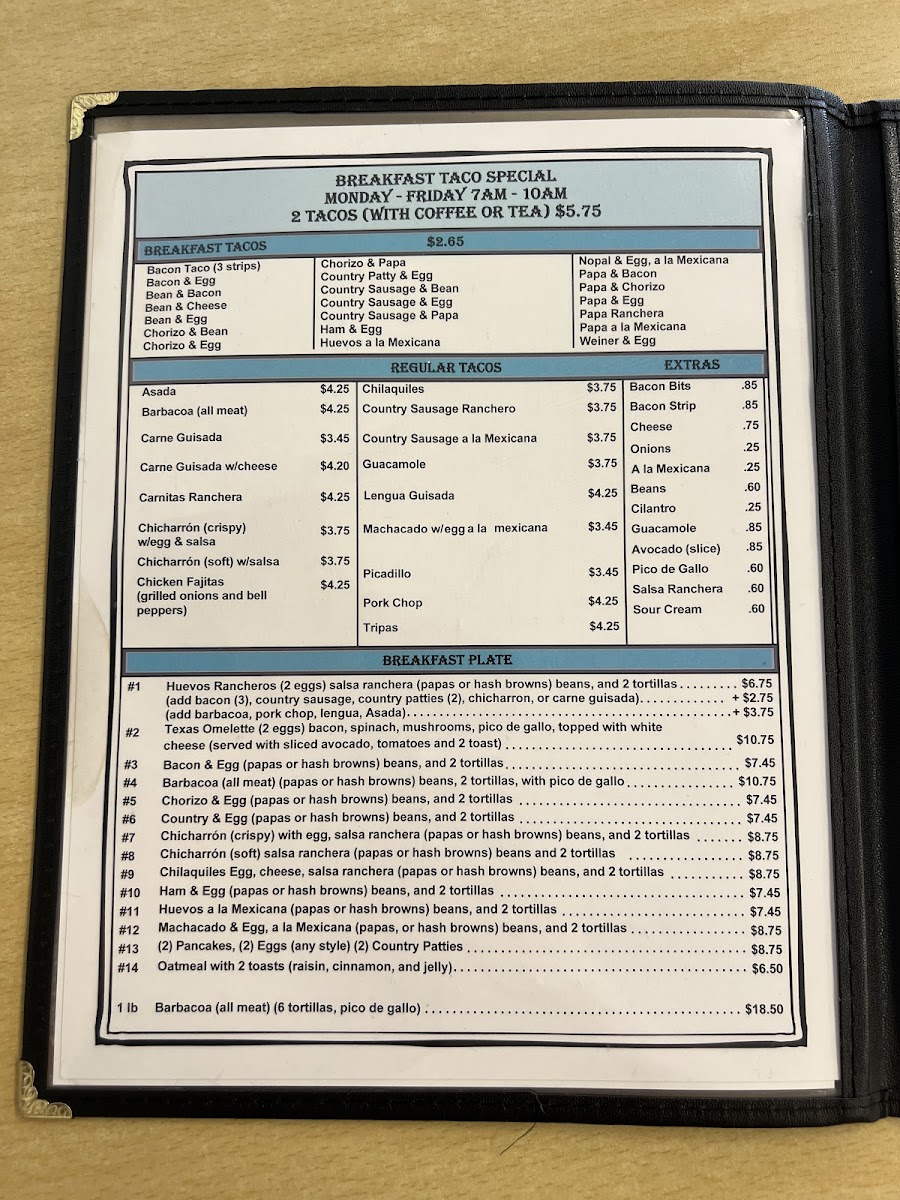 BREAKFAST TACO SPECIAL
MONDAY - FRIDAY 7AM - 10AM
2 TACOS (WITH COFFEE OR TEA) $5.75
BREAKFAST TACOS $2.65
Bacon Taco (3 strips)
Bacon & Egg
Bean & Bacon
Bean & Cheese
Bean & Egg
Chorizo & Bean
Chorizo & Egg
Chorizo & Papa
Country Patty & Egg
Country Sausage & Bean
Country Sausage & Egg
Country Sausage & Papa
Ham & Egg
Huevos a la Mexicana
Nopal & Egg, a la Mexicana
Papa & Bacon
Papa & Chorizo
Papa & Egg
Papa Ranchera
Papa a la Mexicana
Weiner & Egg
REGULAR TACOS
Asada $4.25
Barbacoa (all meat) $4.25
Carne Guisada $3.45
Carne Guisada w/cheese $4.20
Carnitas Ranchera $4.25
Chicharrón (crispy) $3.75
w/egg & salsa
Chicharrón (soft) w/salsa $3.75
Chicken Fajitas $4.25
(grilled onions and bell
peppers)
Chilaquiles $3.75
Country Sausage Ranchero $3.75
Country Sausage a la Mexicana $3.75
Guacamole $3.75
Lengua Guisada $4.25
Machacado w/egg a la mexicana $3.45
Picadillo $3.45
Pork Chop $4.25
Tripas $4.25
EXTRAS
Bacon Bits .85
Bacon Strip .85
Cheese .75
Onions .25
A la Mexicana .25
Beans .60
Cilantro .25
Guacamole .85
Avocado (slice) .85
Pico de Gallo .60
Salsa Ranchera .60
Sour Cream .60
BREAKFAST PLATE
#1 Huevos Rancheros (2 eggs) salsa ranchera (papas or hash browns) beans, and 2 tortillas......... $6.75
(add bacon (3), country sausage, country patties (2), chicharron, or carne guisada)............. + $2.75
(add barbacoa, pork chop, lengua, Asada)................................................ + $3.75
#2 Texas Omelette (2 eggs) bacon, spinach, mushrooms, pico de gallo, topped with white
cheese (served with sliced avocado, tomatoes and 2 toast) .................................. $10.75
#3 Bacon & Egg (papas or hash browns) beans, and 2 tortillas................................... $7.45
#4 Barbacoa (all meat) (papas or hash browns) beans, 2 tortillas, with pico de gallo ................ $10.75
#5 Chorizo & Egg (papas or hash browns) beans, and 2 tortillas .................................. $7.45
#6 Country & Egg (papas or hash browns) beans, and 2 tortillas .................................. $7.45
#7 Chicharrón (crispy) with egg, salsa ranchera (papas or hash browns) beans, and 2 tortillas ....... $8.75
#8 Chicharrón (soft) salsa ranchera (papas or hash browns) beans and 2 tortillas ................. $8.75
#9 Chilaquiles Egg, cheese, salsa ranchera (papas or hash browns) beans, and 2 tortillas ............ $8.75
#10 Ham & Egg (papas or hash browns) beans, and 2 tortillas ..................................... $7.45
#11 Huevos a la Mexicana (papas or hash browns) beans, and 2 tortillas ........................... $7.45
#12 Machacado & Egg, a la Mexicana (papas, or hash browns) beans, and 2 tortillas ................. $8.75
#13 (2) Pancakes, (2) Eggs (any style) (2) Country Patties .......................................... $8.75
#14 Oatmeal with 2 toasts (raisin, cinnamon, and jelly)............................................ $6.50
1 lb Barbacoa (all meat) (6 tortillas, pico de gallo) ................................................ $18.50